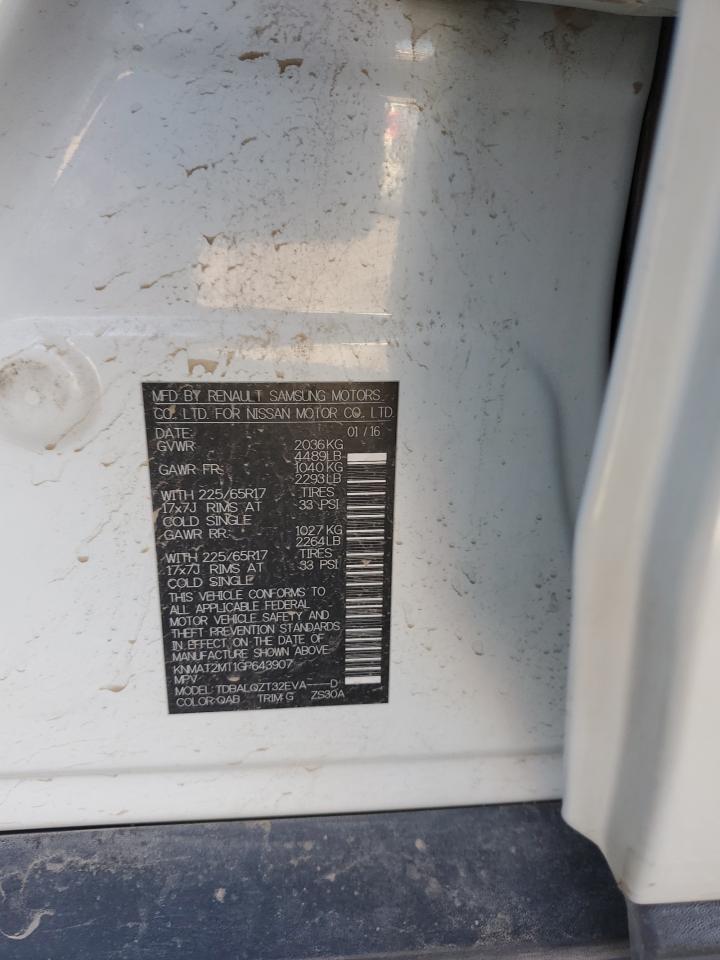 MFD BY RENAULT SAMSUNG MOTORS
CO., LTD. FOR NISSAN MOTOR CO., LTD.
DATE: 01/16
GVWR 2036KG
4489LB
GAWR FR: 1040KG
2293LB
WITH 225/65R17 TIRES
17x7J RIMS AT 33 PSI
COLD SINGLE
GAWR RR: 1027KG
2264LB
WITH 225/65R17 TIRES
17x7J RIMS AT 33 PSI
COLD SINGLE
THIS VEHICLE CONFORMS TO
ALL APPLICABLE FEDERAL
MOTOR VEHICLE SAFETY AND
THEFT PREVENTION STANDARDS
IN EFFECT ON THE DATE OF
MANUFACTURE SHOWN ABOVE
KNMAT2MT1GP643907
MPV
MODEL: TDBALQZT32EVA----D
COLOR:QAB TRIM:G ZS30A